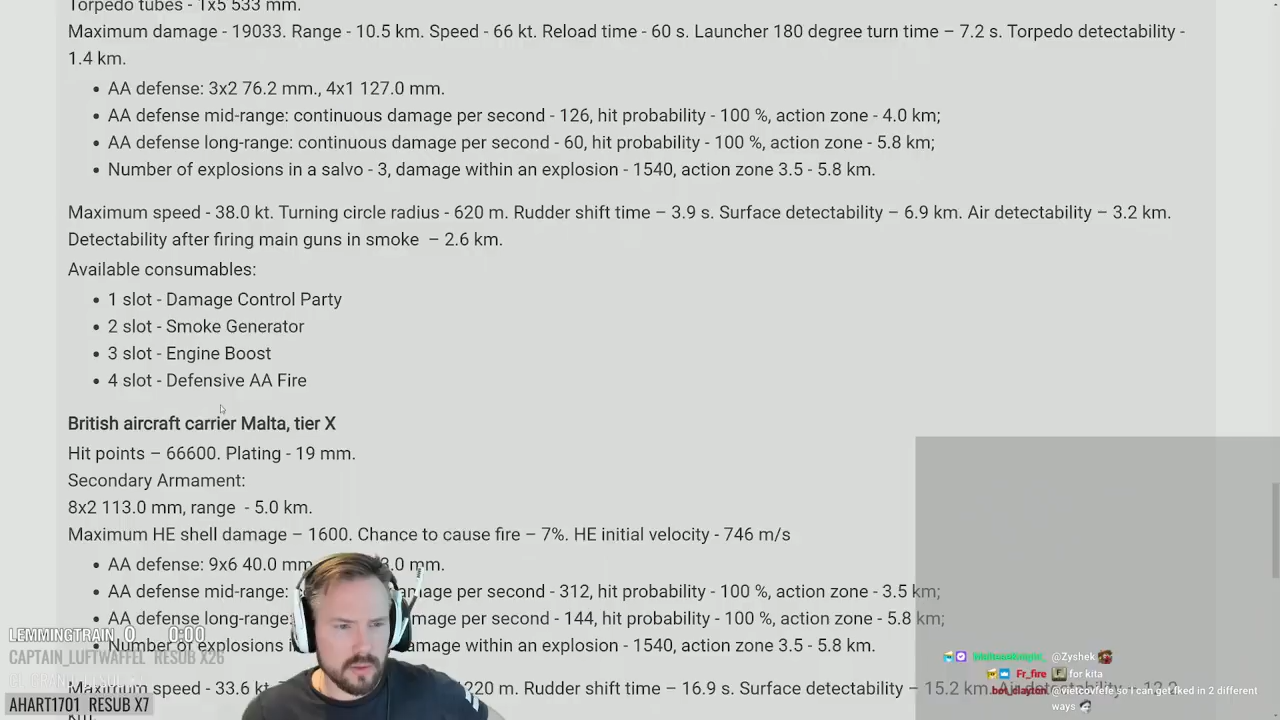 Torpedo tubes - 1x5 533 mm.
Maximum damage - 19033. Range - 10.5 km. Speed - 66 kt. Reload time - 60 s. Launcher 180 degree turn time – 7.2 s. Torpedo detectability -
1.4 km.
• AA defense: 3x2 76.2 mm., 4x1 127.0 mm.
• AA defense mid-range: continuous damage per second - 126, hit probability - 100 %, action zone - 4.0 km;
• AA defense long-range: continuous damage per second - 60, hit probability - 100 %, action zone - 5.8 km;
• Number of explosions in a salvo - 3, damage within an explosion - 1540, action zone 3.5 - 5.8 km.
Maximum speed - 38.0 kt. Turning circle radius - 620 m. Rudder shift time – 3.9 s. Surface detectability – 6.9 km. Air detectability – 3.2 km.
Detectability after firing main guns in smoke – 2.6 km.
Available consumables:
• 1 slot - Damage Control Party
• 2 slot - Smoke Generator
• 3 slot - Engine Boost
• 4 slot - Defensive AA Fire
British aircraft carrier Malta, tier X
Hit points – 66600. Plating - 19 mm.
Secondary Armament:
8x2 113.0 mm, range - 5.0 km.
Maximum HE shell damage – 1600. Chance to cause fire – 7%. HE initial velocity - 746 m/s
• AA defense: 9x6 40.0 mm 3.0 mm.
• AA defense mid-range: damage per second - 312, hit probability - 100 %, action zone - 3.5 km;
• AA defense long-range: mage per second - 144, hit probability - 100 %, action zone - 5.8 km;
Number of explosions damage within an explosion - 1540, action zone 3.5 - 5.8 km.
Maximum speed - 33.6 kt 220 m. Rudder shift time – 16.9 s. Surface detectability – 15.2 km.
km.
LEMMINGTRAIN 0 0:00
CAPTAIN_LUFTWAFFEL RESUB X26
AHART1701 RESUB X7
@Zyshek
Fr_fire for kita
bot_clayton @vietcovfefe so I can get fked in 2 different
ways